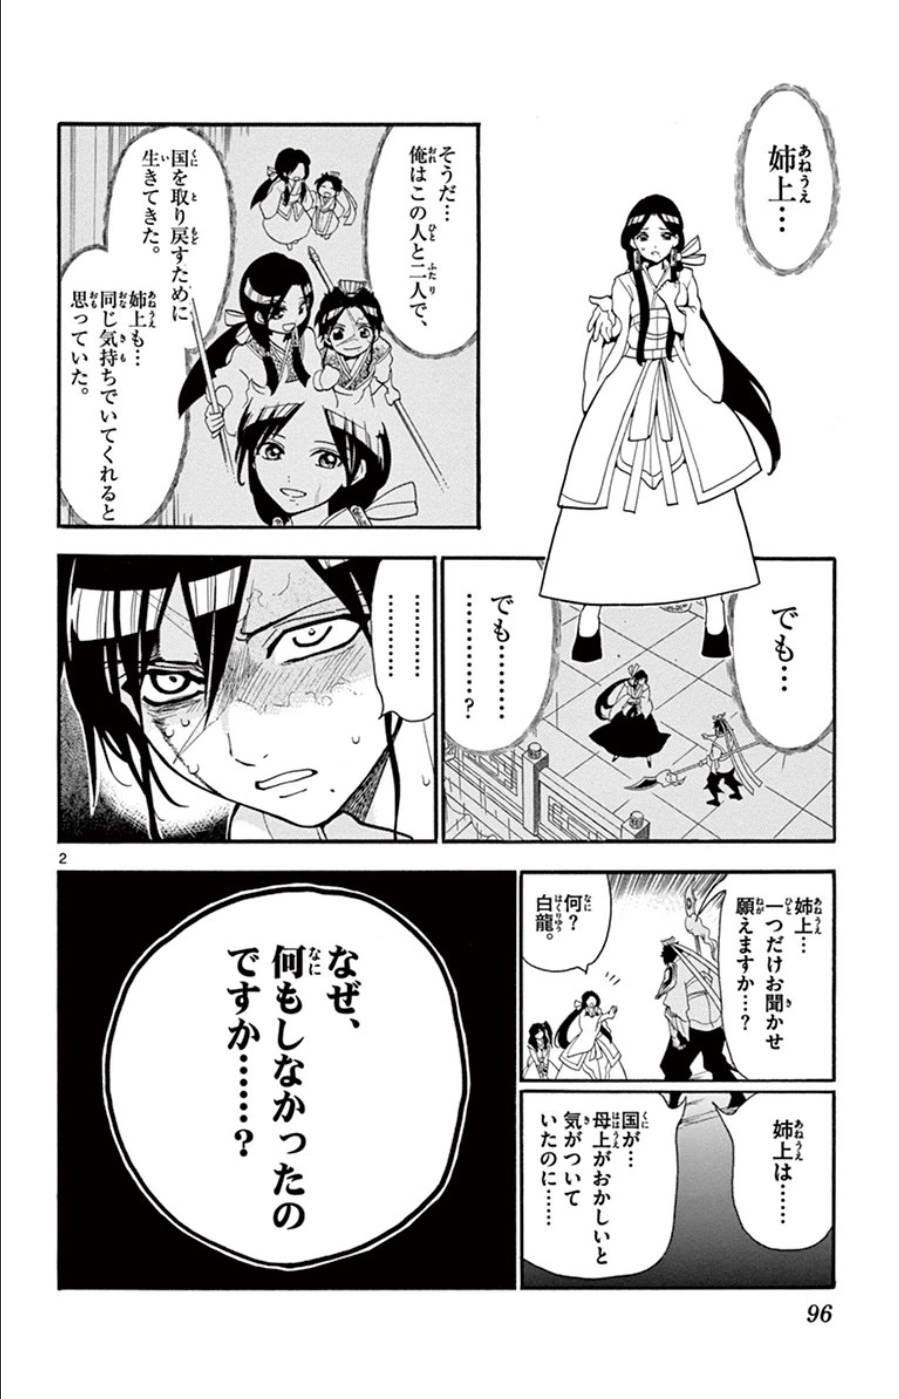 姉上…
そうだ…
俺はこの人と二人で、
国を取り戻すために
生きてきた。
姉上も…
同じ気持ちでいてくれると
思っていた。
でも…
でも………
…………?
………
…………
姉上…
一つだけお聞かせ
願えますか…?
何?
白龍。
姉上は……
国が…
母上がおかしいと
気がついて
いたのに……
なぜ、
何もしなかったの
ですか……?
2
96